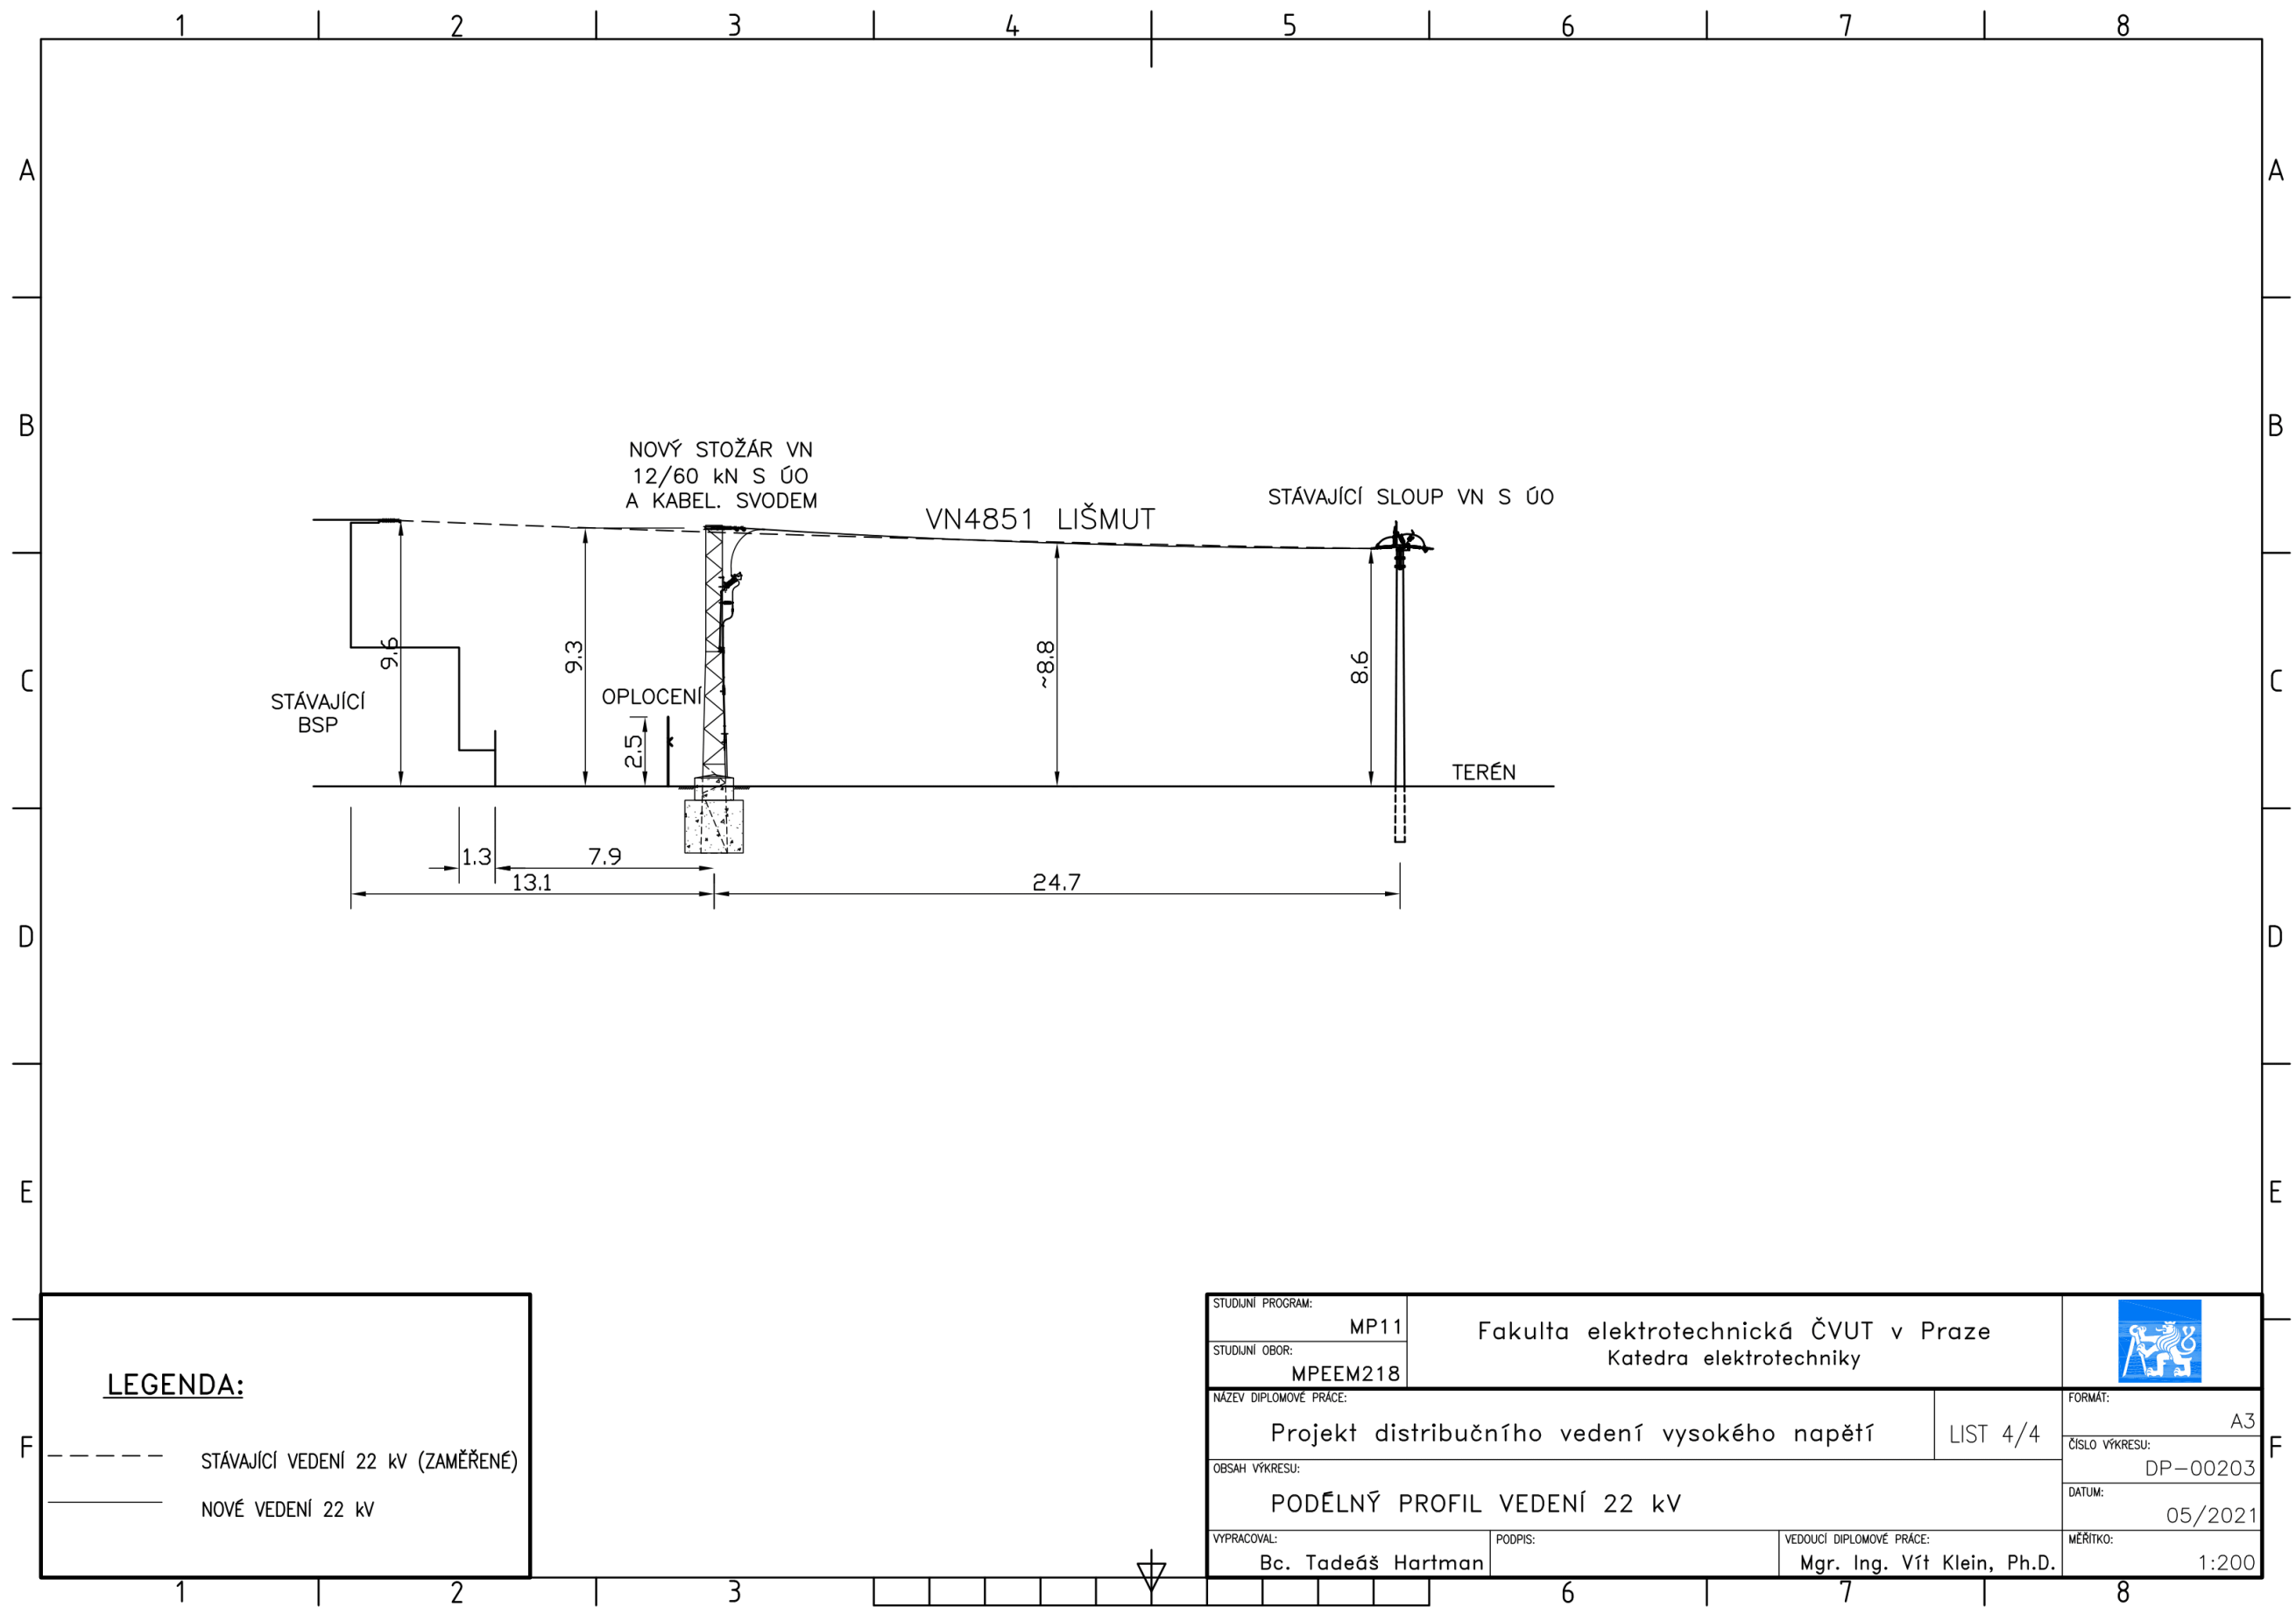 1 2 3 4 5 6 7 8
A A
B B
NOVÝ STOŽÁR VN
12/60 kN S ÚO
A KABEL. SVODEM
VN4851 LIŠMUT
STÁVAJÍCÍ SLOUP VN S ÚO
9.6
9.3
~8.8
8.6
C C
STÁVAJÍCÍ
BSP
OPLOCENÍ
2.5
TERÉN
1.3
7.9
13.1
24.7
D D
E E
F F
LEGENDA:
STÁVAJÍCÍ VEDENÍ 22 kV (ZAMĚŘENÉ)
NOVÉ VEDENÍ 22 kV
STUDIJNÍ PROGRAM:
MP11
STUDIJNÍ OBOR:
MPEEM218
Fakulta elektrotechnická ČVUT v Praze
Katedra elektrotechniky
NÁZEV DIPLOMOVÉ PRÁCE:
Projekt distribučního vedení vysokého napětí
LIST 4/4
FORMÁT:
A3
ČÍSLO VÝKRESU:
DP-00203
OBSAH VÝKRESU:
PODÉLNÝ PROFIL VEDENÍ 22 kV
DATUM:
05/2021
VYPRACOVAL:
Bc. Tadeáš Hartman
PODPIS:
VEDOUCÍ DIPLOMOVÉ PRÁCE:
Mgr. Ing. Vít Klein, Ph.D.
MĚŘÍTKO:
1:200
1 2 3 6 7 8